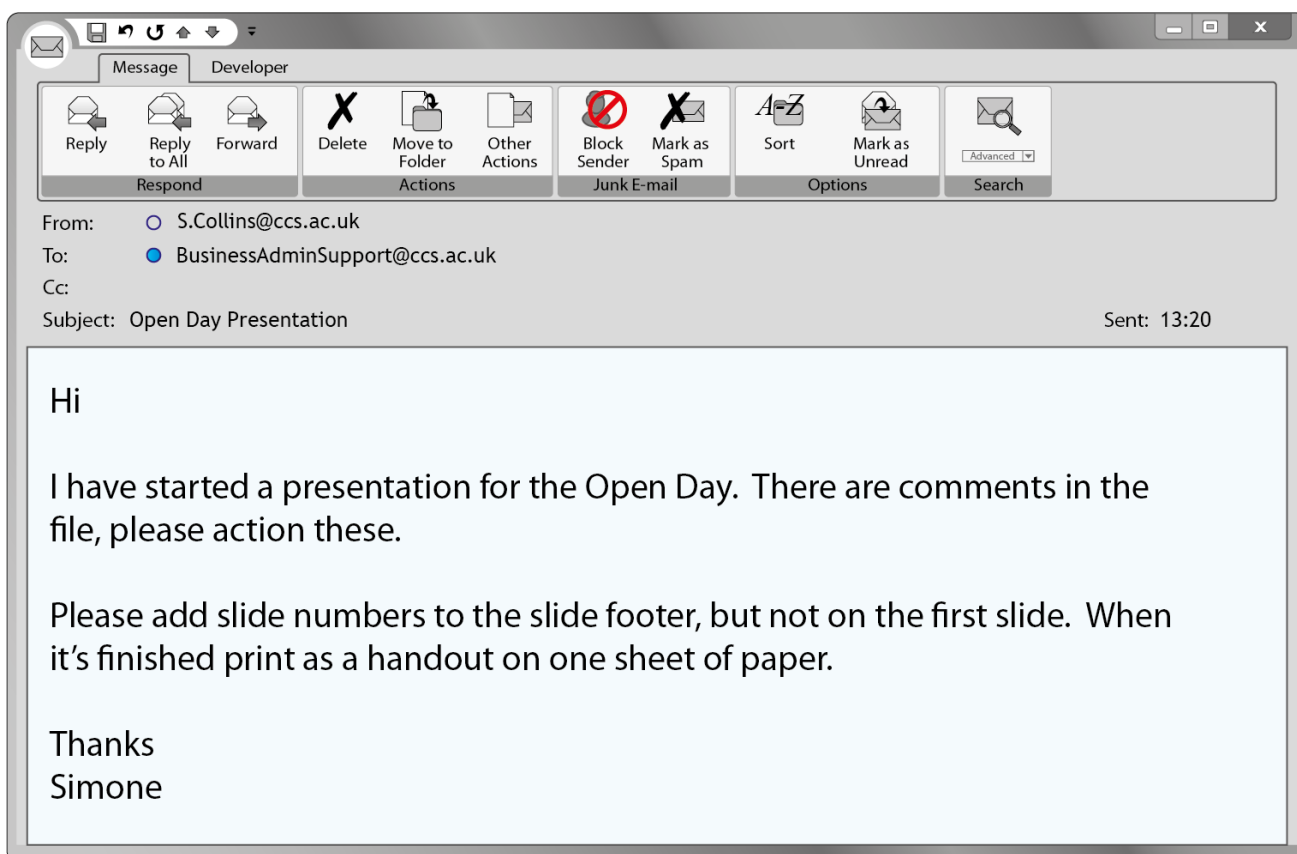 x
Message Developer
Reply Reply to All Forward Delete Move to Folder Other Actions Block Sender Mark as Spam A-Z Sort Mark as Unread Advanced
Respond Actions Junk E-mail Options Search
From: S.Collins@ccs.ac.uk
To: BusinessAdminSupport@ccs.ac.uk
Cc:
Subject: Open Day Presentation Sent: 13:20
Hi
I have started a presentation for the Open Day. There are comments in the
file, please action these.
Please add slide numbers to the slide footer, but not on the first slide. When
it's finished print as a handout on one sheet of paper.
Thanks
Simone